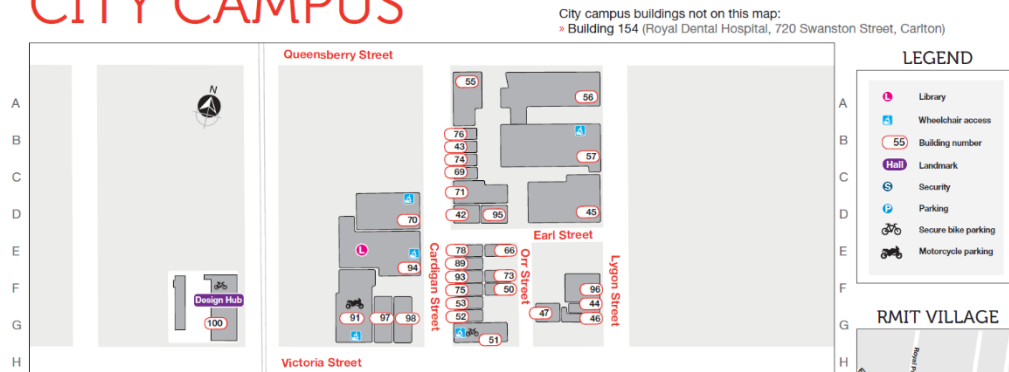 CITY CAMPUS
City campus buildings not on this map:
» Building 154 (Royal Dental Hospital, 720 Swanston Street, Carlton)
Queensberry Street
LEGEND
N
A
A
B
B
C
C
D
D
E
E
F
F
G
G
H
H
55
56
76
43
74
69
57
71
42
95
45
70
Earl Street
L
94
Cardigan Street
78
66
89
93
73
75
50
53
52
51
Orr Street
Lygon Street
96
44
46
47
Design Hub
100
91
97
98
Victoria Street
L Library
Wheelchair access
55 Building number
Hall Landmark
S Security
P Parking
Secure bike parking
Motorcycle parking
RMIT VILLAGE